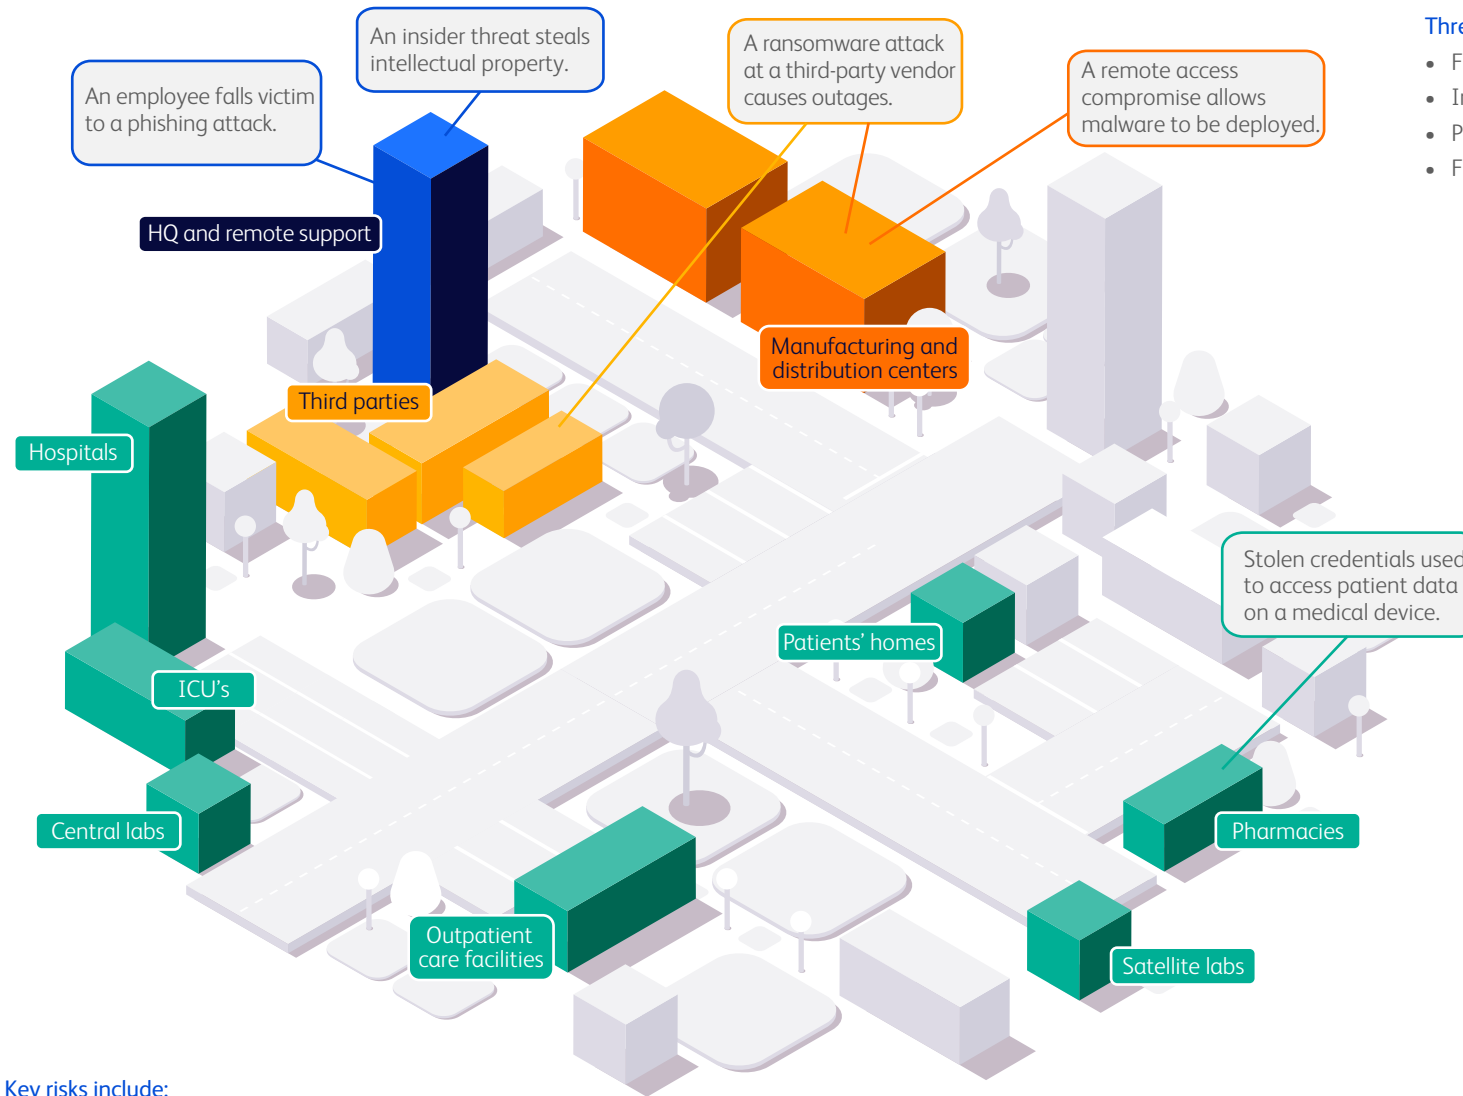 An insider threat steals
intellectual property.
A ransomware attack
at a third-party vendor
causes outages.
A remote access
compromise allows
malware to be deployed.
An employee falls victim
to a phishing attack.
HQ and remote support
Manufacturing and
distribution centers
Third parties
Hospitals
Stolen credentials used
to access patient data
on a medical device.
Patients’ homes
ICU’s
Central labs
Pharmacies
Outpatient
care facilities
Satellite labs
Key risks include: